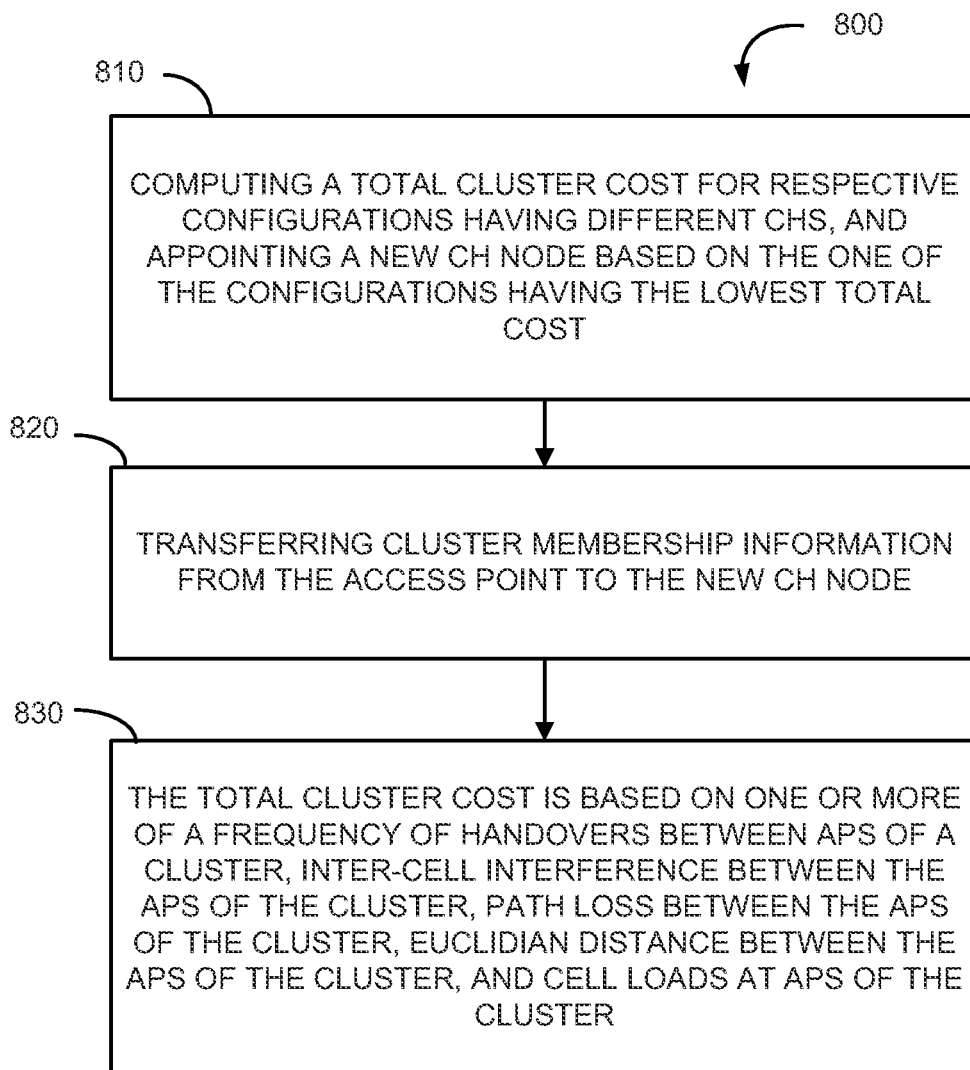 800
810
COMPUTING A TOTAL CLUSTER COST FOR RESPECTIVE
CONFIGURATIONS HAVING DIFFERENT CHS, AND
APPOINTING A NEW CH NODE BASED ON THE ONE OF
THE CONFIGURATIONS HAVING THE LOWEST TOTAL
COST
820
TRANSFERRING CLUSTER MEMBERSHIP INFORMATION
FROM THE ACCESS POINT TO THE NEW CH NODE
830
THE TOTAL CLUSTER COST IS BASED ON ONE OR MORE
OF A FREQUENCY OF HANDOVERS BETWEEN APS OF A
CLUSTER, INTER-CELL INTERFERENCE BETWEEN THE
APS OF THE CLUSTER, PATH LOSS BETWEEN THE APS
OF THE CLUSTER, EUCLIDIAN DISTANCE BETWEEN THE
APS OF THE CLUSTER, AND CELL LOADS AT APS OF THE
CLUSTER